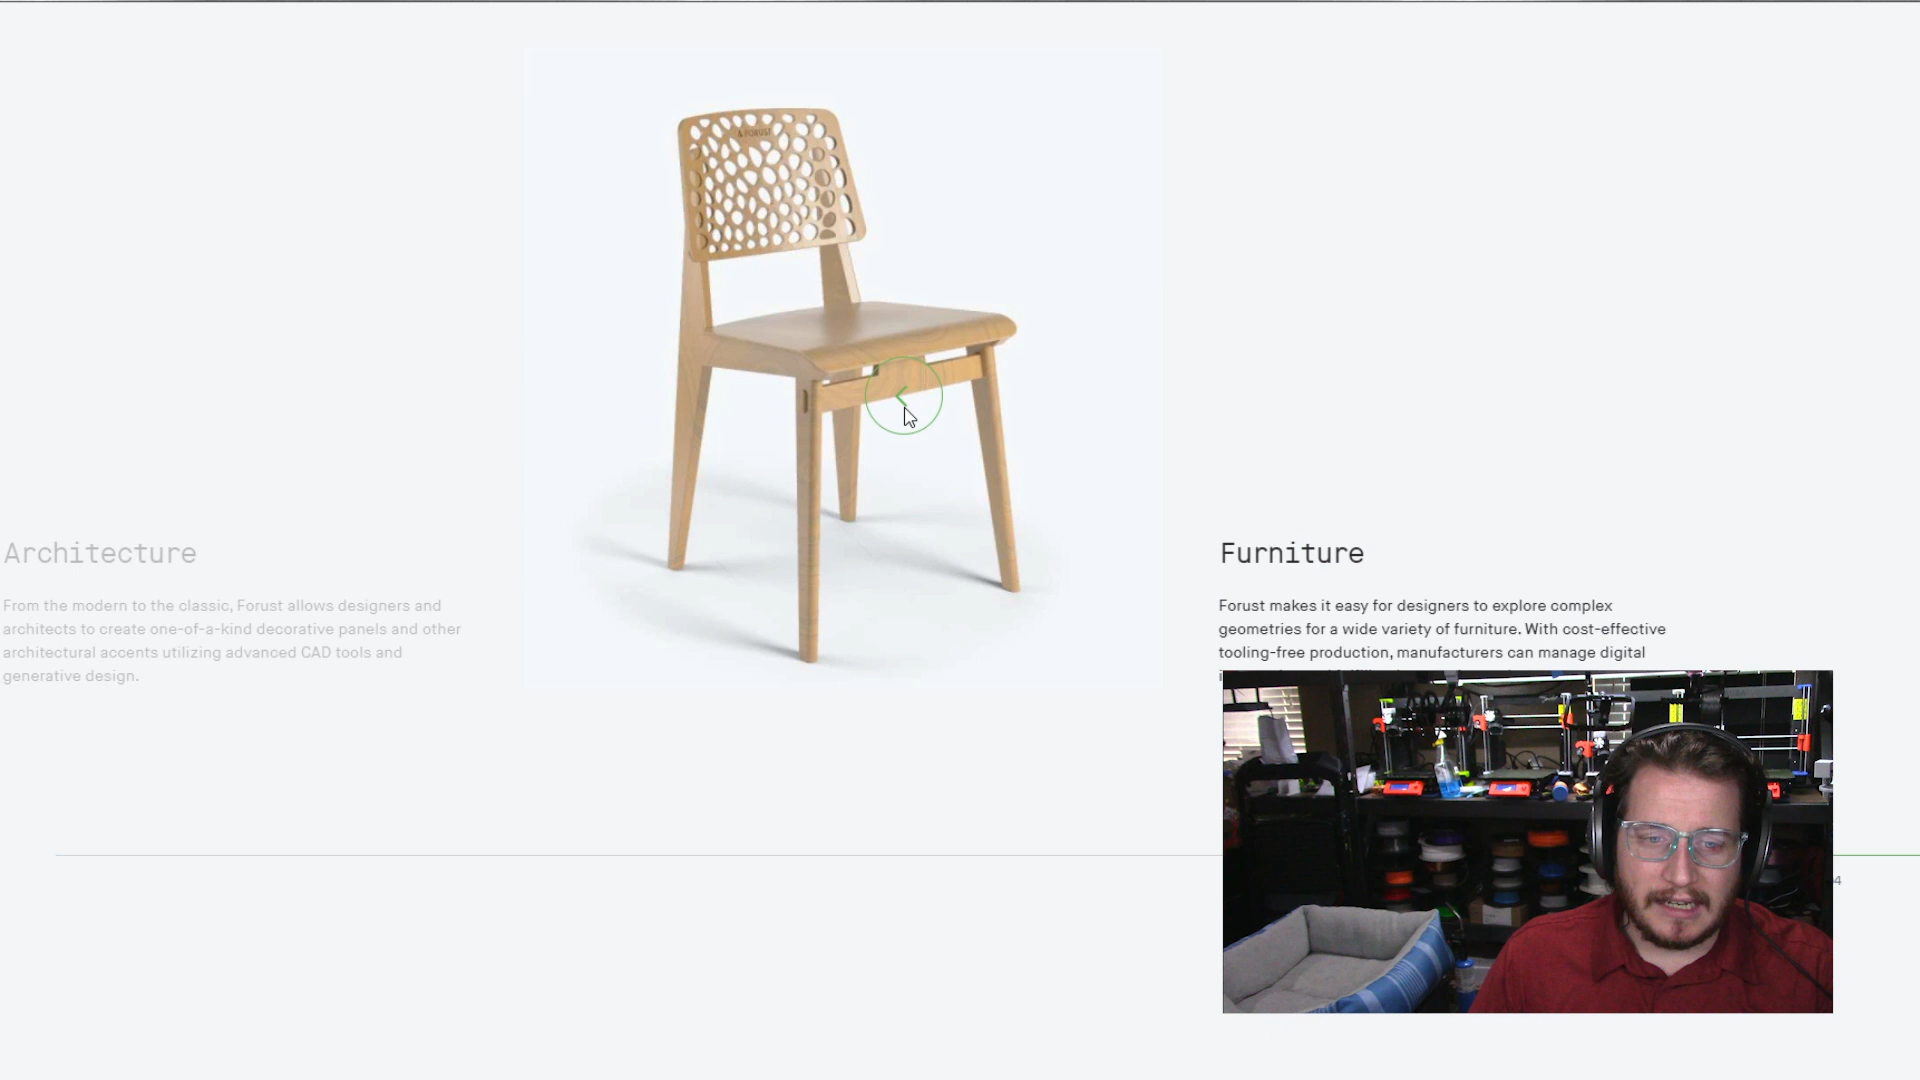 FORUST
Architecture
From the modern to the classic, Forust allows designers and
architects to create one-of-a-kind decorative panels and other
architectural accents utilizing advanced CAD tools and
generative design.
Furniture
Forust makes it easy for designers to explore complex
geometries for a wide variety of furniture. With cost-effective
tooling-free production, manufacturers can manage digital
4